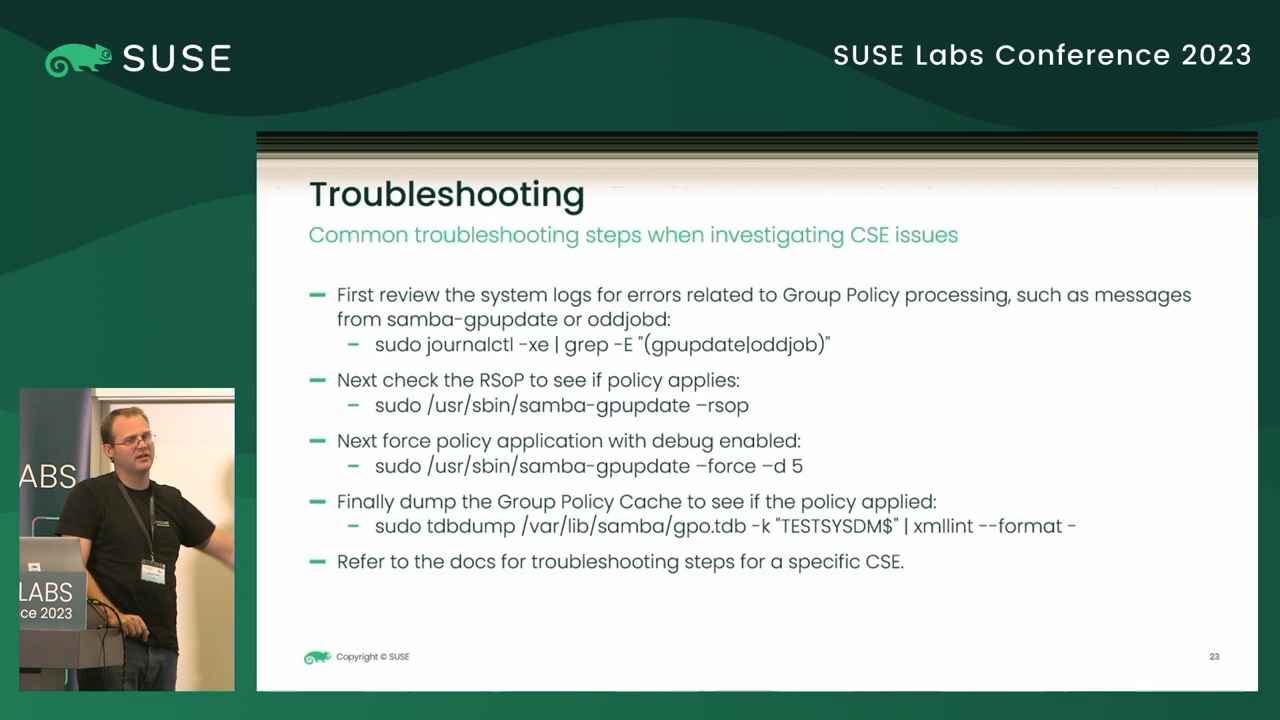 SUSE
SUSE Labs Conference 2023
Troubleshooting
Common troubleshooting steps when investigating CSE issues
First review the system logs for errors related to Group Policy processing, such as messages
from samba-gpupdate or oddjobd:
sudo journalctl -xe | grep -E "(gpupdate|oddjob)"
Next check the RSoP to see if policy applies:
sudo /usr/sbin/samba-gpupdate –rsop
Next force policy application with debug enabled:
sudo /usr/sbin/samba-gpupdate –force –d 5
Finally dump the Group Policy Cache to see if the policy applied:
sudo tdbdump /var/lib/samba/gpo.tdb -k "TESTSYSDM$" | xmllint --format -
Refer to the docs for troubleshooting steps for a specific CSE.
ABS
LABS
ce 2023
Copyright © SUSE
23